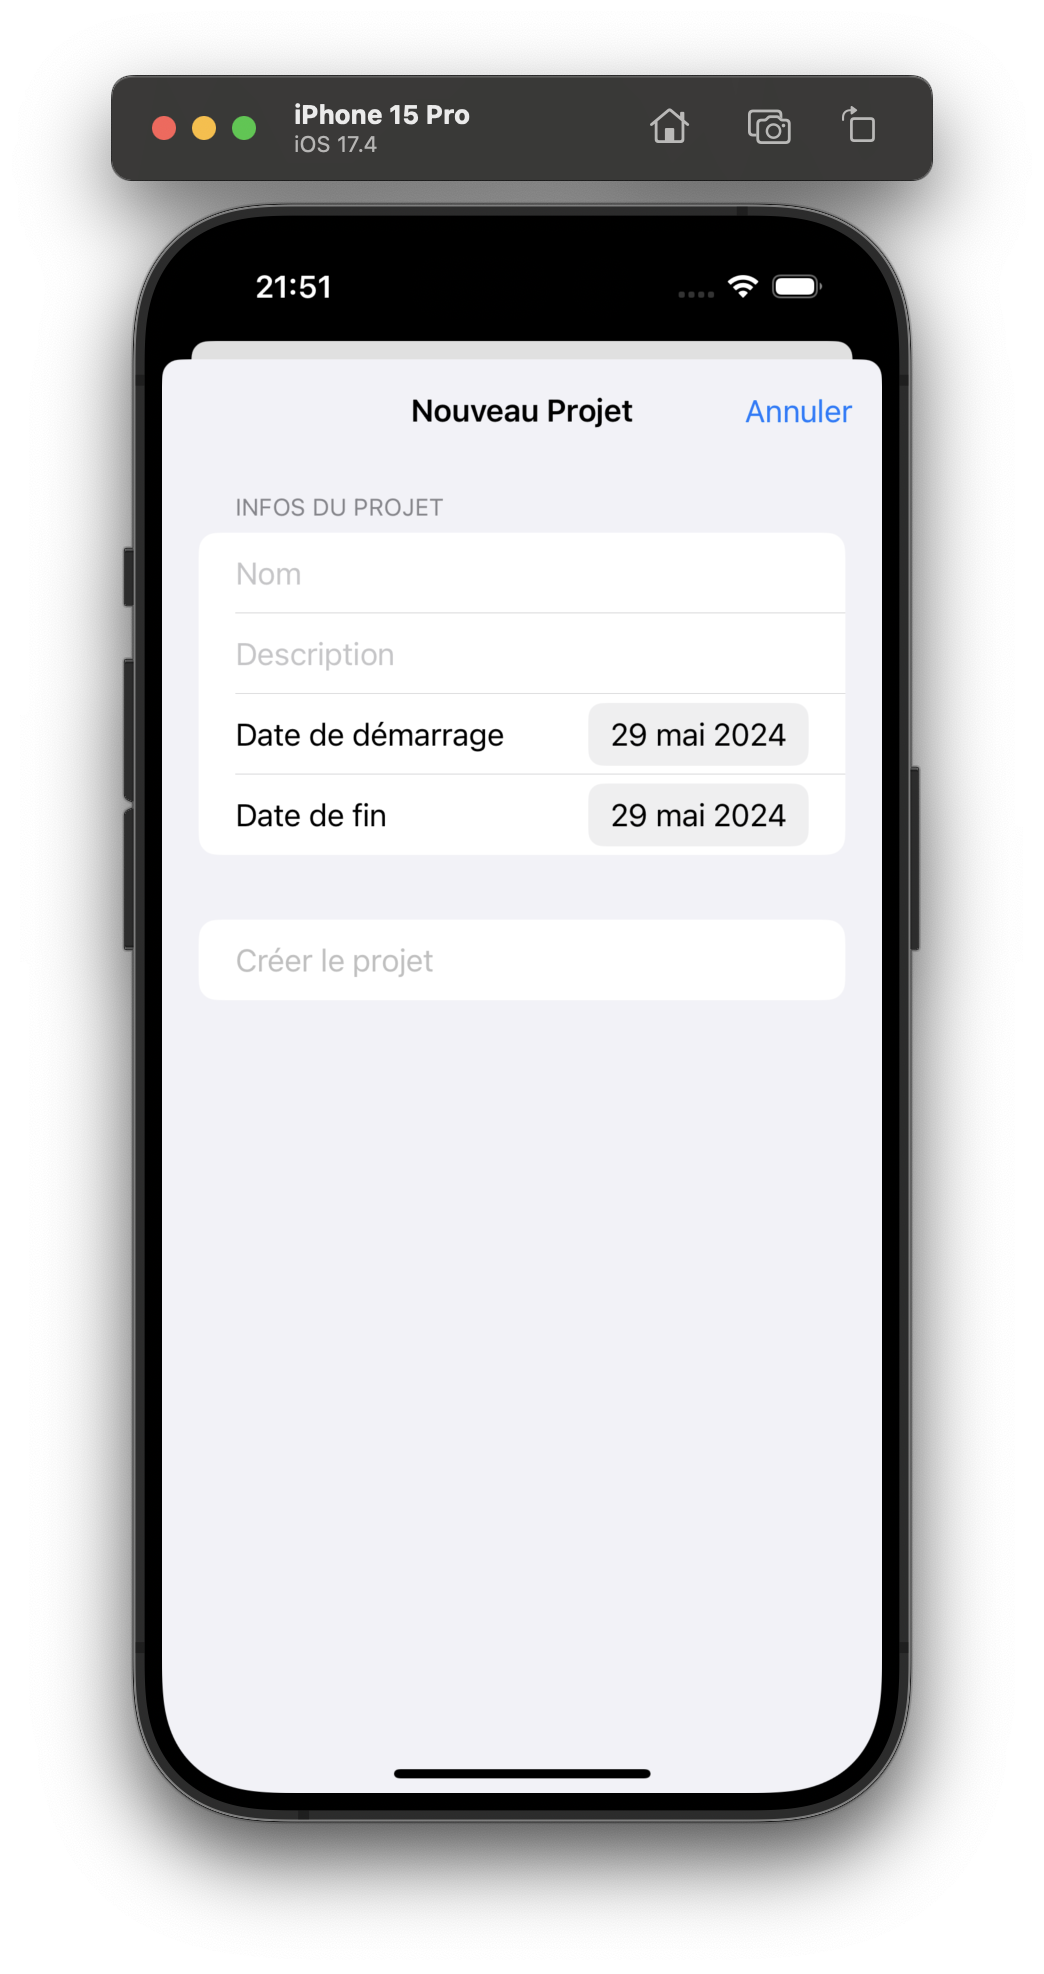 iPhone 15 Pro
iOS 17.4
21:51
Nouveau Projet
Annuler
INFOS DU PROJET
Nom
Description
Date de démarrage
29 mai 2024
Date de fin
29 mai 2024
Créer le projet